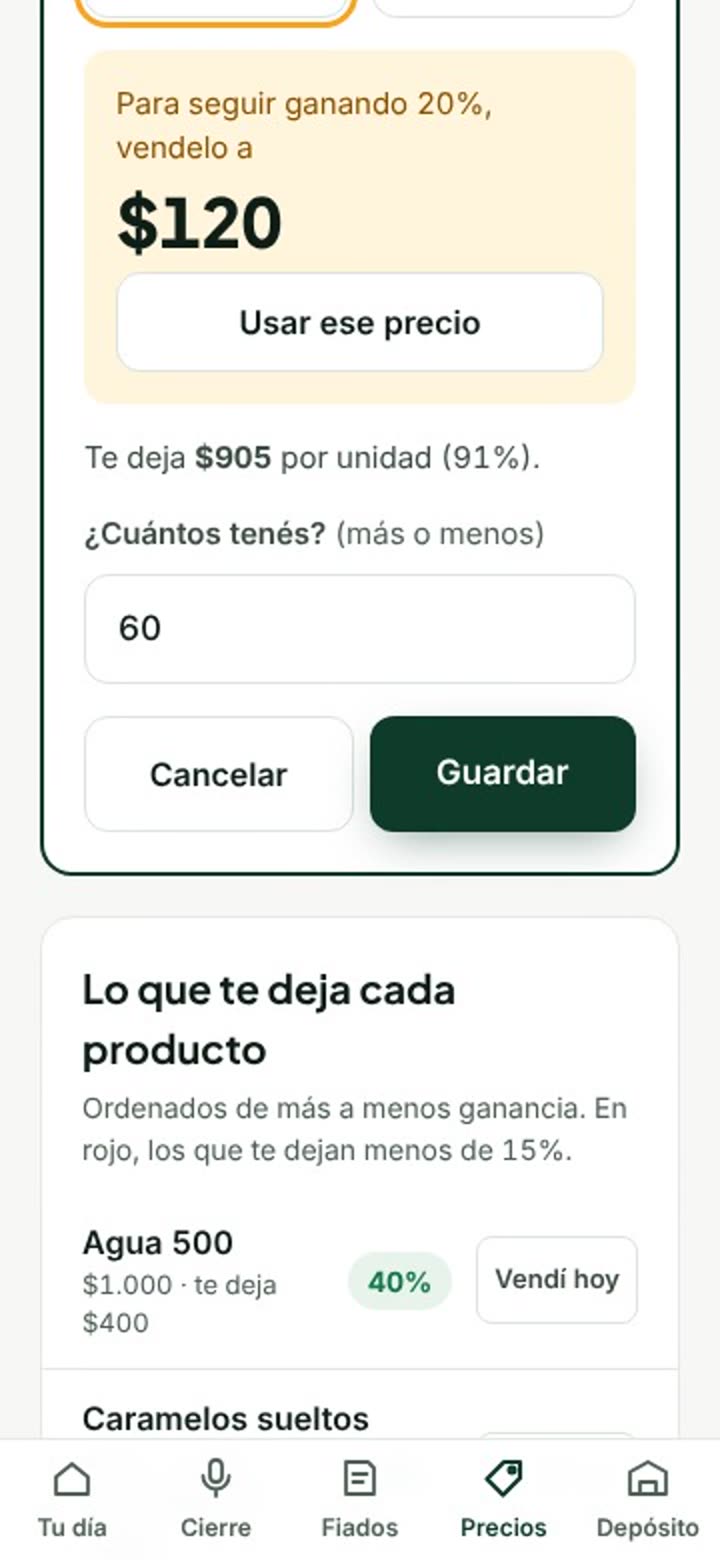 Para seguir ganando 20%,
vendelo a
$120
Usar ese precio
Te deja $905 por unidad (91%).
¿Cuántos tenés? (más o menos)
60
Cancelar
Guardar
Lo que te deja cada
producto
Ordenados de más a menos ganancia. En
rojo, los que te dejan menos de 15%.
Agua 500
$1.000 · te deja
$400
40%
Vendí hoy
Caramelos sueltos
Tu día
Cierre
Fiados
Precios
Depósito